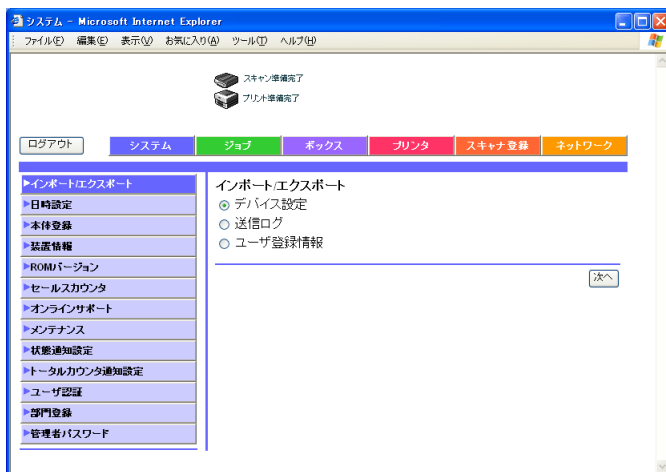 システム - Microsoft Internet Explorer
ファイル(F) 編集(E) 表示(V) お気に入り(A) ツール(T) ヘルプ(H)
スキャン準備完了
プリント準備完了
ログアウト システム ジョブ ボックス プリンタ スキャナ登録 ネットワーク
インポート/エクスポート
日時設定
本体登録
装置情報
ROMバージョン
セールスカウンタ
オンラインサポート
メンテナンス
状態通知設定
トータルカウンタ通知設定
ユーザ認証
部門登録
管理者パスワード
インポート/エクスポート
デバイス設定
送信ログ
ユーザ登録情報
次へ